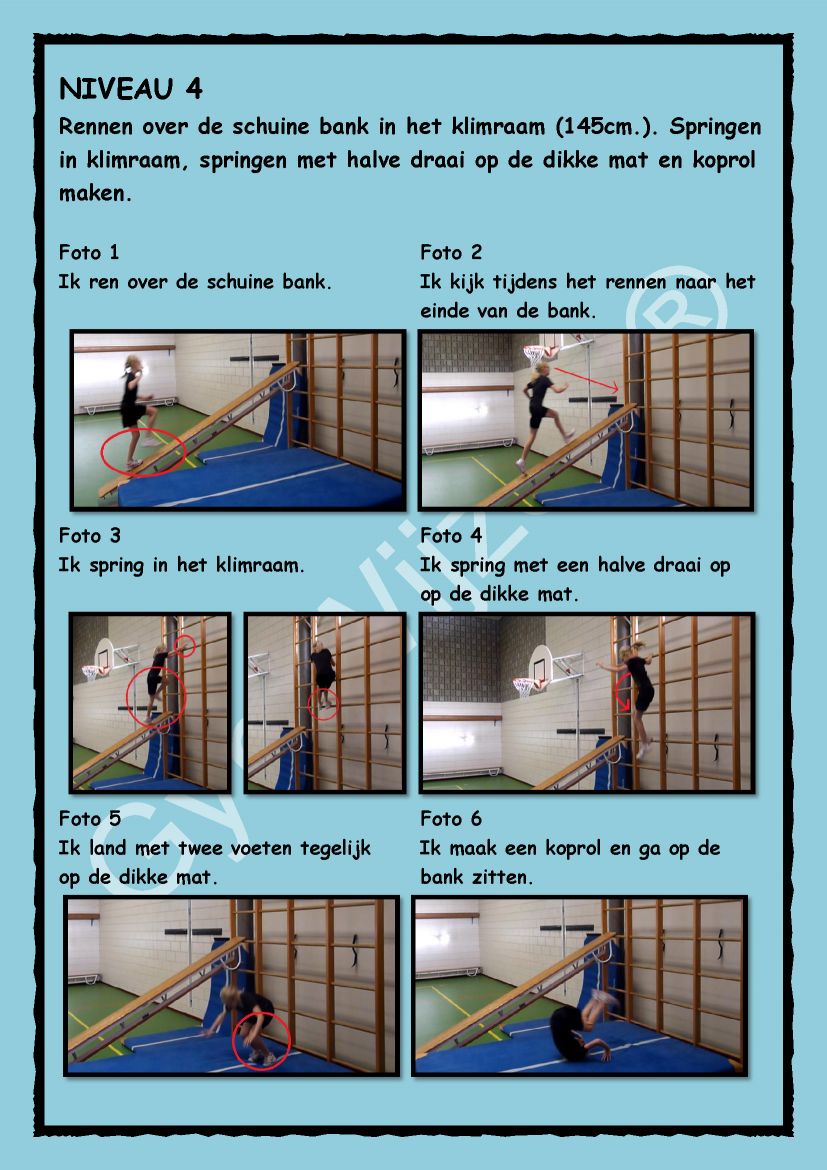 NIVEAU 4
Rennen over de schuine bank in het klimraam (145cm.). Springen
in klimraam, springen met halve draai op de dikke mat en koprol
maken.
Foto 1
Ik ren over de schuine bank.
Foto 2
Ik kijk tijdens het rennen naar het
einde van de bank.
Foto 3
Ik spring in het klimraam.
Foto 4
Ik spring met een halve draai op
op de dikke mat.
Foto 5
Ik land met twee voeten tegelijk
op de dikke mat.
Foto 6
Ik maak een koprol en ga op de
bank zitten.